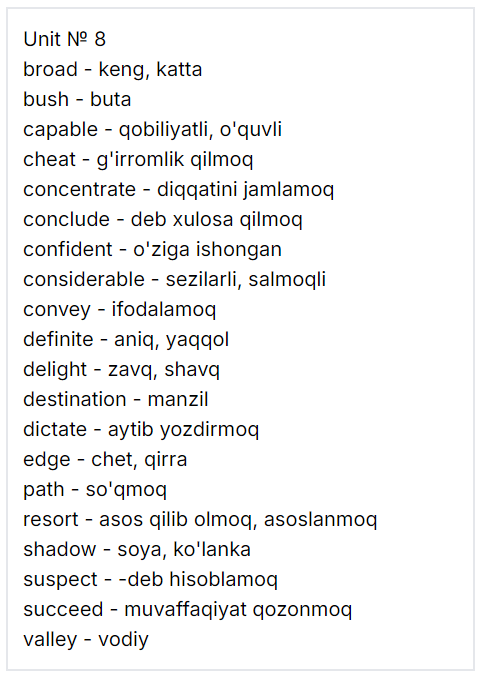 Unit № 8
broad - keng, katta
bush - buta
capable - qobiliyatli, o'quvli
cheat - g'irromlik qilmoq
concentrate - diqqatini jamlamoq
conclude - deb xulosa qilmoq
confident - o'ziga ishongan
considerable - sezilarli, salmoqli
convey - ifodalamoq
definite - aniq, yaqqol
delight - zavq, shavq
destination - manzil
dictate - aytib yozdirmoq
edge - chet, qirra
path - so'qmoq
resort - asos qilib olmoq, asoslanmoq
shadow - soya, ko'lanka
suspect - -deb hisoblamoq
succeed - muvaffaqiyat qozonmoq
valley - vodiy